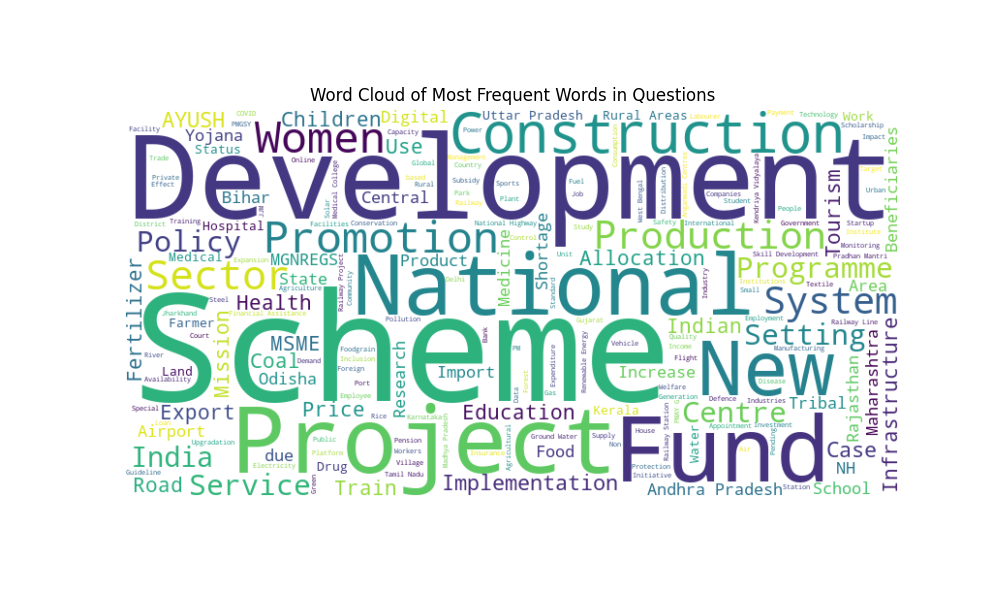 Word Cloud of Most Frequent Words in Questions
AYUSH
COVID
PMGSY
Children
Digital
Uttar Pradesh
Rural Areas
Payment
Technology
Work
Scholarship
Facility
Yojana
Women
Use
Capacity
Power
Construction
Impact
Status
Development
Online
Global
Management
Country
Trade
Private
Effect
Bihar
Medical College
Solar
Central
based
Rural
Subsidy
Railway
Park
Sports
Plant
Fuel
Job
West Bengal
Distribution
Companies
Student
Kendriya Vidyalaya
People
Target
Urban
Beneficiaries
District
Training
Hospital
JJM
Facilities
Conservation
National Highway
Control
Study
Safety
International
Government
Startup
Institute
Policy
Promotion
Shortage
Production
Tourism
Monitoring
Medical
Expansion
MGNREGS
Product
Medicine
Unit
Allocation
Skill Development
Pradhan Mantri
Sector
State
Railway Project
Community
National
Delhi
Standard
Industry
Programme
Institutions
Textile
Area
Fertilizer
Steel
Agriculture
Health
Small
System
Jharkhand
Financial Assistance
Scheme
Pollution
Gujarat
Indian
Employment
Railway Line
Farmer
Court
Mission
MSME
Bank
Quality
Setting
Manufacturing
River
Coal
Demand
Foodgrain
Inclusion
Research
PM
Renewable Energy
Vehicle
Income
Flight
Land
Availability
Odisha
Foreign
Import
Data
Forest
Expenditure
Gas
Increase
Welfare
New
Disease
Rajasthan
Maharashtra
Infrastructure
Port
Employee
Generation
Defence
Industries
Tribal
Special
Export
Price
Rice
Karnataka
Education
Kerala
PMAY G
Centre
Appointment
Investment
Airport
Upgradation
Project
Public
Pension
Madhya Pradesh
Ground Water
Supply
House
Fund
Railway Station
Water
Air
Pending
Case
India
due
Platform
Workers
Insurance
Agricultural
Food
Non
Protection
Initiative
NH
Guideline
Electricity
Drug
Village
Road
Service
Green
Train
Tamil Nadu
Implementation
Andhra Pradesh
Station
School